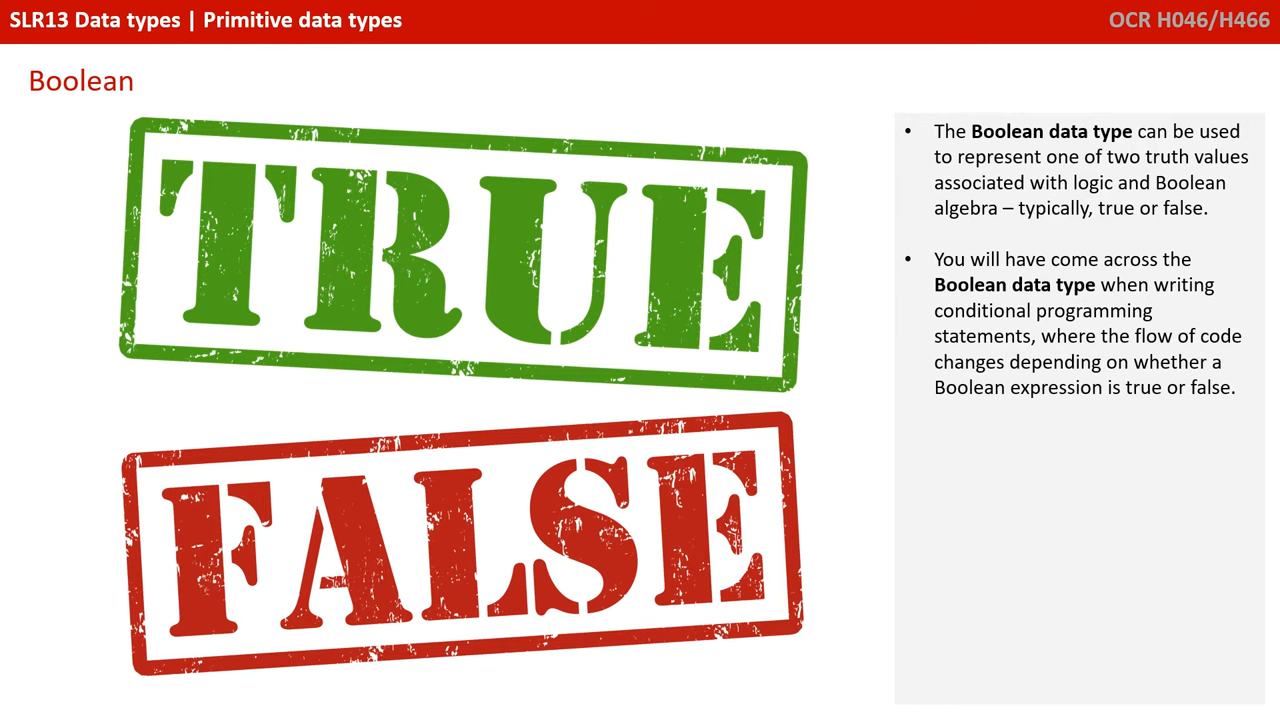 SLR13 Data types | Primitive data types
OCR H046/H466
Boolean
TRUE
FALSE
• The Boolean data type can be used
to represent one of two truth values
associated with logic and Boolean
algebra – typically, true or false.
• You will have come across the
Boolean data type when writing
conditional programming
statements, where the flow of code
changes depending on whether a
Boolean expression is true or false.